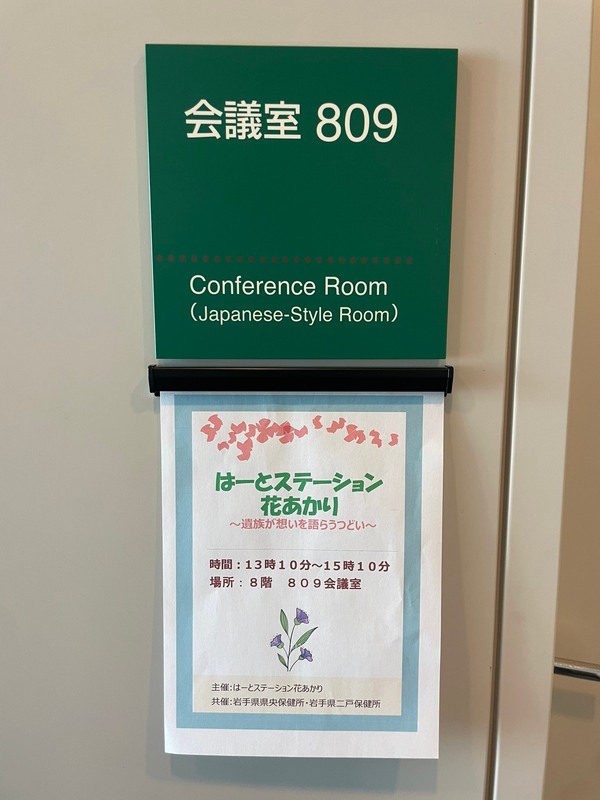 会議室 809
Conference Room
(Japanese-Style Room)
はーとステーション
花あかり
～遺族が想いを語らうつどい～
時間：１３時１０分～１５時１０分
場所：８階　８０９会議室
主催：はーとステーション花あかり
共催：岩手県県央保健所・岩手県二戸保健所